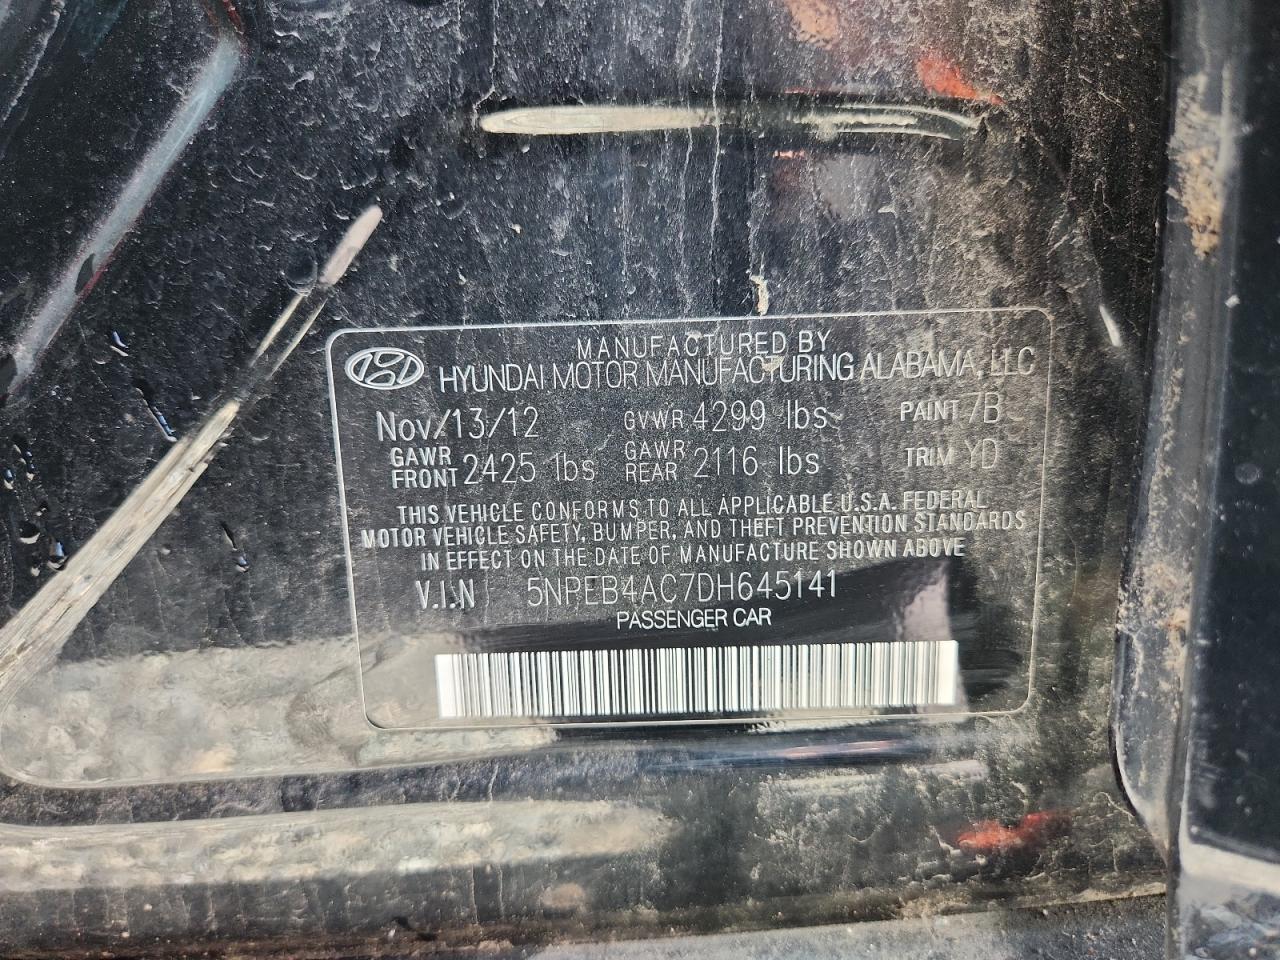 MANUFACTURED BY
HYUNDAI MOTOR MANUFACTURING ALABAMA, LLC
Nov/13/12 GVWR 4299 lbs PAINT 7B
GAWR FRONT 2425 lbs GAWR REAR 2116 lbs TRIM YD
THIS VEHICLE CONFORMS TO ALL APPLICABLE U.S.A. FEDERAL
MOTOR VEHICLE SAFETY, BUMPER, AND THEFT PREVENTION STANDARDS
IN EFFECT ON THE DATE OF MANUFACTURE SHOWN ABOVE
V.I.N 5NPEB4AC7DH645141
PASSENGER CAR